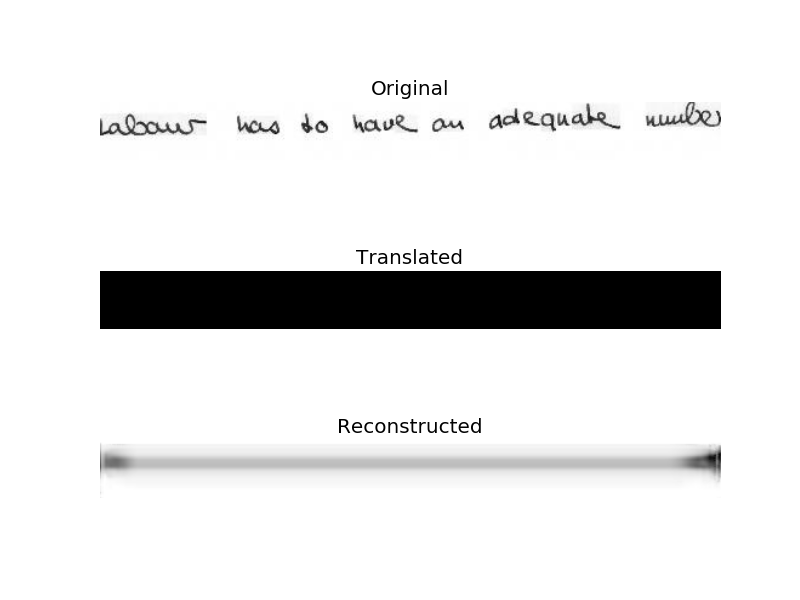 Original
Labour has to have an adequate number
Translated
Reconstructed